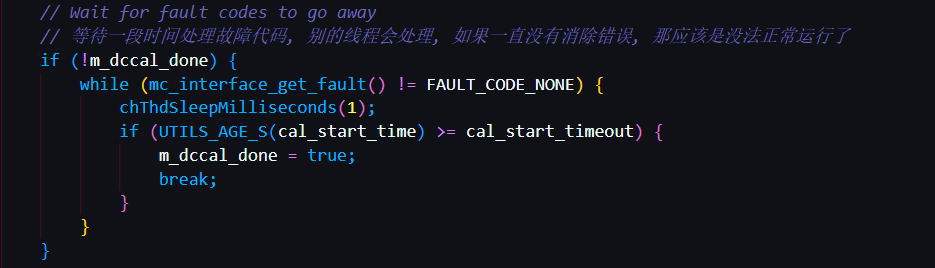 // Wait for fault codes to go away
// 等待一段时间处理故障代码, 别的线程会处理, 如果一直没有消除错误, 那应该是没法正常运行了
if (!m_dccal_done) {
while (mc_interface_get_fault() != FAULT_CODE_NONE) {
chThdSleepMilliseconds(1);
if (UTILS_AGE_S(cal_start_time) >= cal_start_timeout) {
m_dccal_done = true;
break;
}
}
}